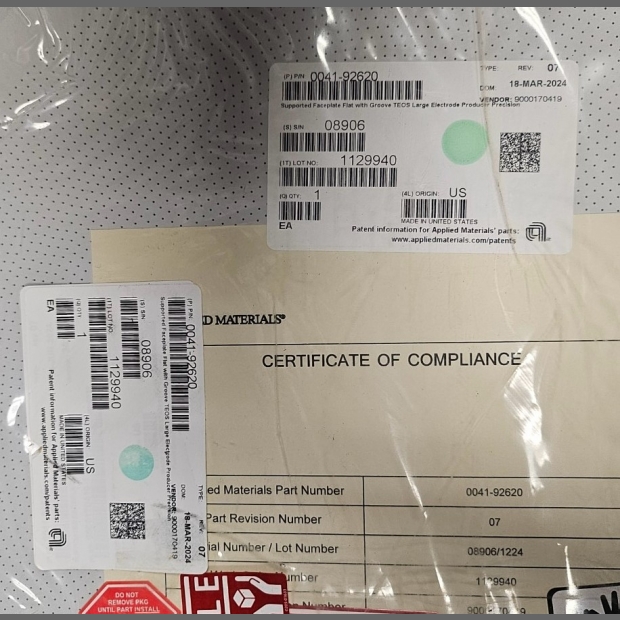 (P) P/N: 0041-92620
TYPE:
REV: 07
DOM: 18-MAR-2024
Supported Faceplate Flat with Groove TEOS Large Electrode Producer Precision
VENDOR: 9000170419
(S) S/N: 08906
(1T) LOT NO: 1129940
(Q) QTY: 1
EA
(4L) ORIGIN: US
MADE IN UNITED STATES
Patent information for Applied Materials' parts:
www.appliedmaterials.com/patents
D MATERIALS®
CERTIFICATE OF COMPLIANCE
ed Materials Part Number 0041-92620
Part Revision Number 07
ial Number / Lot Number 08906/1224
umber 1129940
Number
(P) P/N: 0041-92620
Supported Faceplate Flat with Groove TEOS Large Electrode Producer Precision
TYPE:
REV: 07
DOM: 18-MAR-2024
VENDOR: 9000170419
(S) S/N: 08906
(1T) LOT NO: 1129940
(Q) QTY: 1
EA
(4L) ORIGIN: US
MADE IN UNITED STATES
Patent information for Applied Materials' parts:
www.appliedmaterials.com/patents
DO NOT
REMOVE PKG
UNTIL PART INSTALL
LE